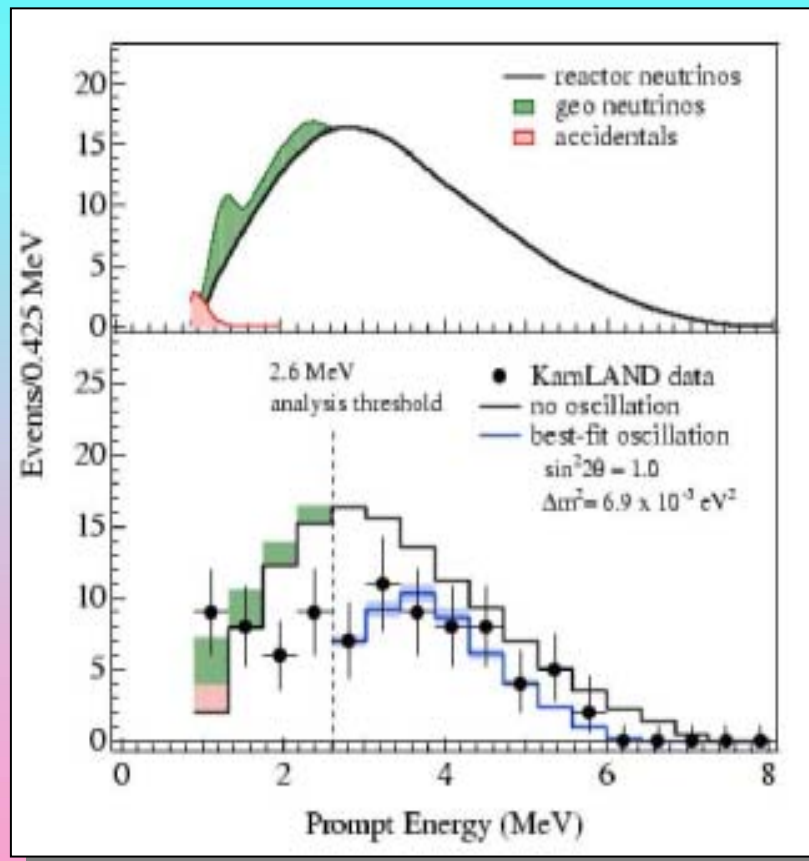 20
15
10
5
0
reactor neutrinos
geo neutrinos
accidentals
Events/0.425 MeV
25
20
15
10
5
0
2.6 MeV
analysis threshold
KamLAND data
no oscillation
best-fit oscillation
sin²2θ = 1.0
Δm²= 6.9 x 10⁻⁵ eV²
0 2 4 6 8
Prompt Energy (MeV)